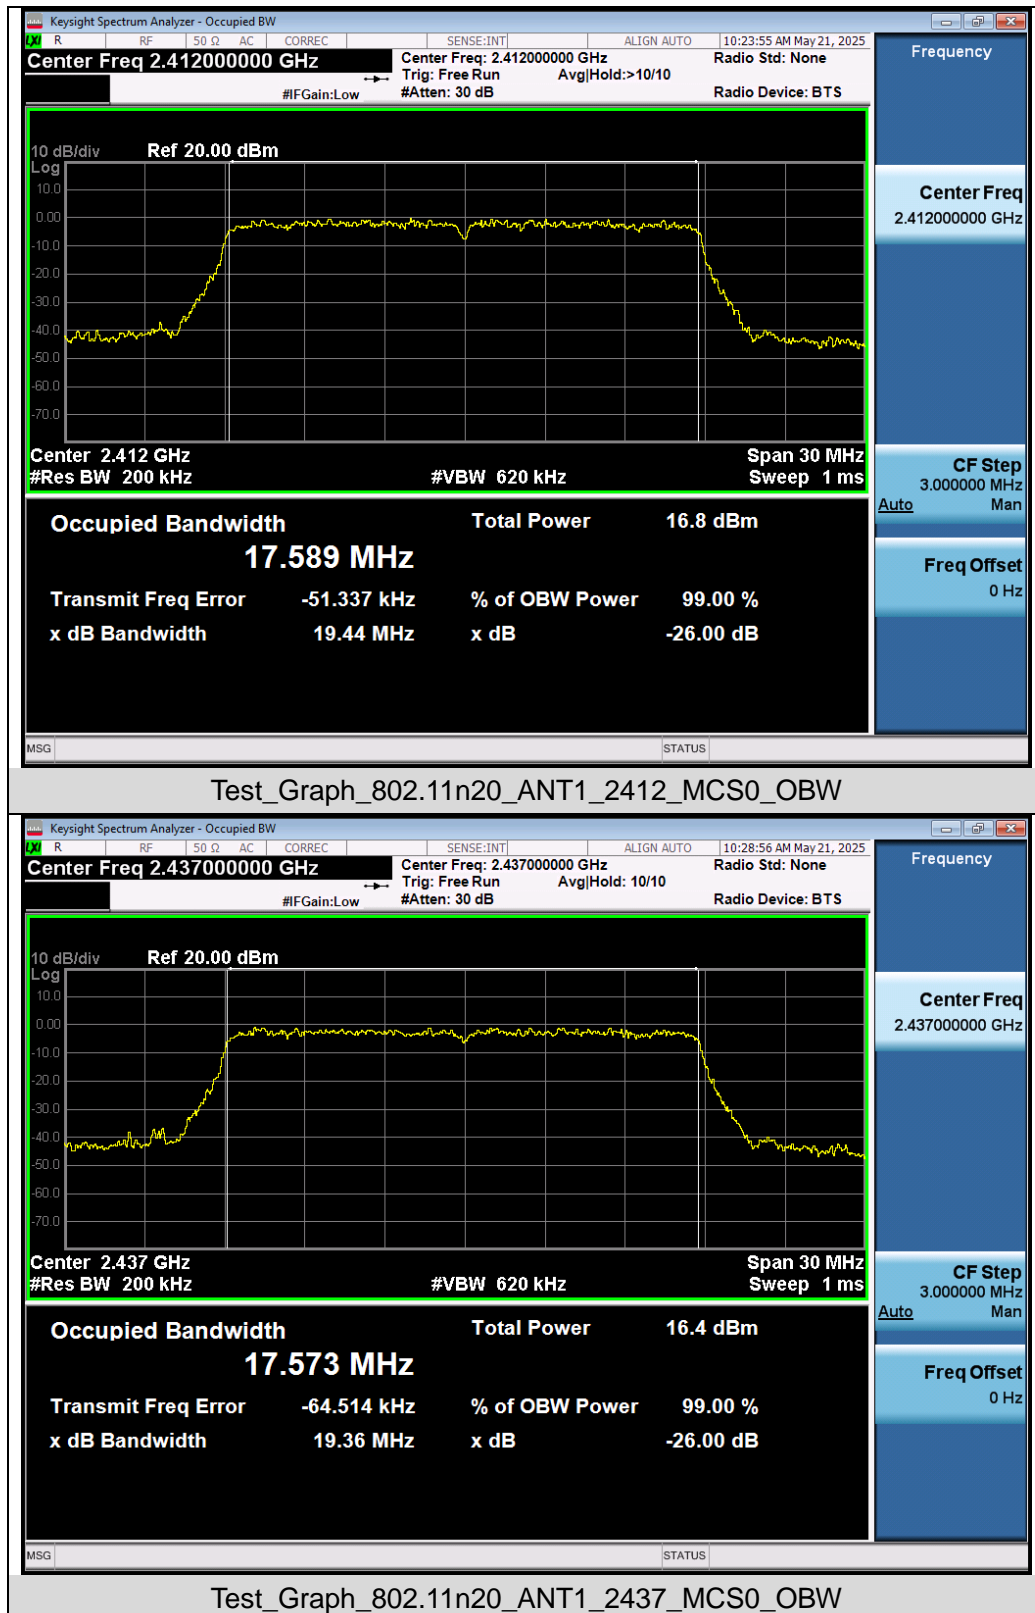 Keysight Spectrum Analyzer - Occupied BW
LXI R RF 50 Ω AC CORREC SENSE:INT ALIGN AUTO 10:23:55 AM May 21, 2025
Center Freq 2.412000000 GHz Center Freq: 2.412000000 GHz Radio Std: None
Trig: Free Run Avg|Hold:>10/10
#IFGain:Low #Atten: 30 dB Radio Device: BTS
10 dB/div Ref 20.00 dBm
Log
10.0
0.00
-10.0
-20.0
-30.0
-40.0
-50.0
-60.0
-70.0
Center 2.412 GHz Span 30 MHz
#Res BW 200 kHz #VBW 620 kHz Sweep 1 ms
Occupied Bandwidth Total Power 16.8 dBm
17.589 MHz
Transmit Freq Error -51.337 kHz % of OBW Power 99.00 %
x dB Bandwidth 19.44 MHz x dB -26.00 dB
MSG STATUS
Frequency
Center Freq
2.412000000 GHz
CF Step
3.000000 MHz
Auto Man
Freq Offset
0 Hz
Test_Graph_802.11n20_ANT1_2412_MCS0_OBW
Keysight Spectrum Analyzer - Occupied BW
LXI R RF 50 Ω AC CORREC SENSE:INT ALIGN AUTO 10:28:56 AM May 21, 2025
Center Freq 2.437000000 GHz Center Freq: 2.437000000 GHz Radio Std: None
Trig: Free Run Avg|Hold: 10/10
#IFGain:Low #Atten: 30 dB Radio Device: BTS
10 dB/div Ref 20.00 dBm
Log
10.0
0.00
-10.0
-20.0
-30.0
-40.0
-50.0
-60.0
-70.0
Center 2.437 GHz Span 30 MHz
#Res BW 200 kHz #VBW 620 kHz Sweep 1 ms
Occupied Bandwidth Total Power 16.4 dBm
17.573 MHz
Transmit Freq Error -64.514 kHz % of OBW Power 99.00 %
x dB Bandwidth 19.36 MHz x dB -26.00 dB
MSG STATUS
Frequency
Center Freq
2.437000000 GHz
CF Step
3.000000 MHz
Auto Man
Freq Offset
0 Hz
Test_Graph_802.11n20_ANT1_2437_MCS0_OBW